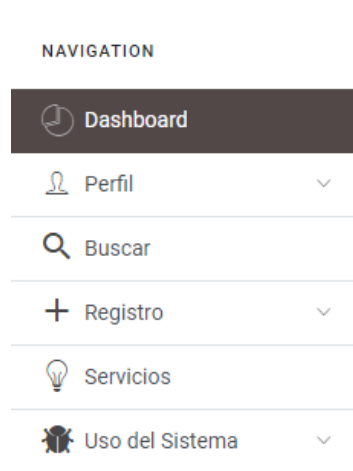 NAVIGATION
Dashboard
Perfil
Buscar
Registro
Servicios
Uso del Sistema